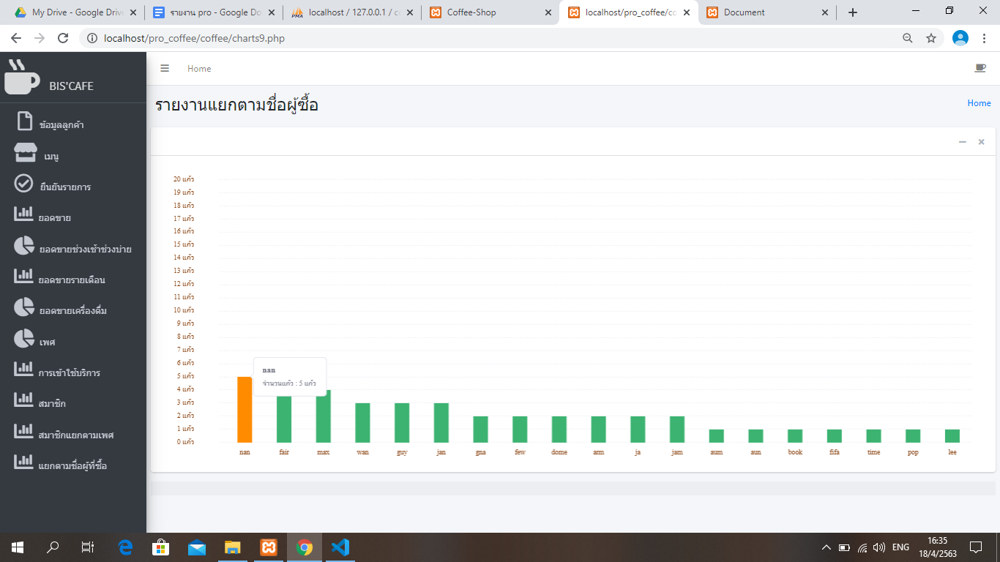 My Drive - Google Driv
รายงาน pro - Google Do
localhost / 127.0.0.1 / c
Coffee-Shop
localhost/pro_coffee/co
Document
localhost/pro_coffee/coffee/charts9.php
BIS'CAFE
Home
รายงานแยกตามชื่อผู้ซื้อ
Home
ข้อมูลลูกค้า
เมนู
ยืนยันรายการ
ยอดขาย
ยอดขายช่วงเช้าช่วงบ่าย
ยอดขายรายเดือน
ยอดขายเครื่องดื่ม
เพศ
การเข้าใช้บริการ
สมาชิก
สมาชิกแยกตามเพศ
แยกตามชื่อผู้ที่ซื้อ
20 แก้ว
19 แก้ว
18 แก้ว
17 แก้ว
16 แก้ว
15 แก้ว
14 แก้ว
13 แก้ว
12 แก้ว
11 แก้ว
10 แก้ว
9 แก้ว
8 แก้ว
7 แก้ว
6 แก้ว
5 แก้ว
4 แก้ว
3 แก้ว
2 แก้ว
1 แก้ว
0 แก้ว
nan
จำนวนแก้ว : 5 แก้ว
nan fair max wan guy jan gna few dome arm ja jam aum sun book fifa time pop lee
ENG
16:35
18/4/2563